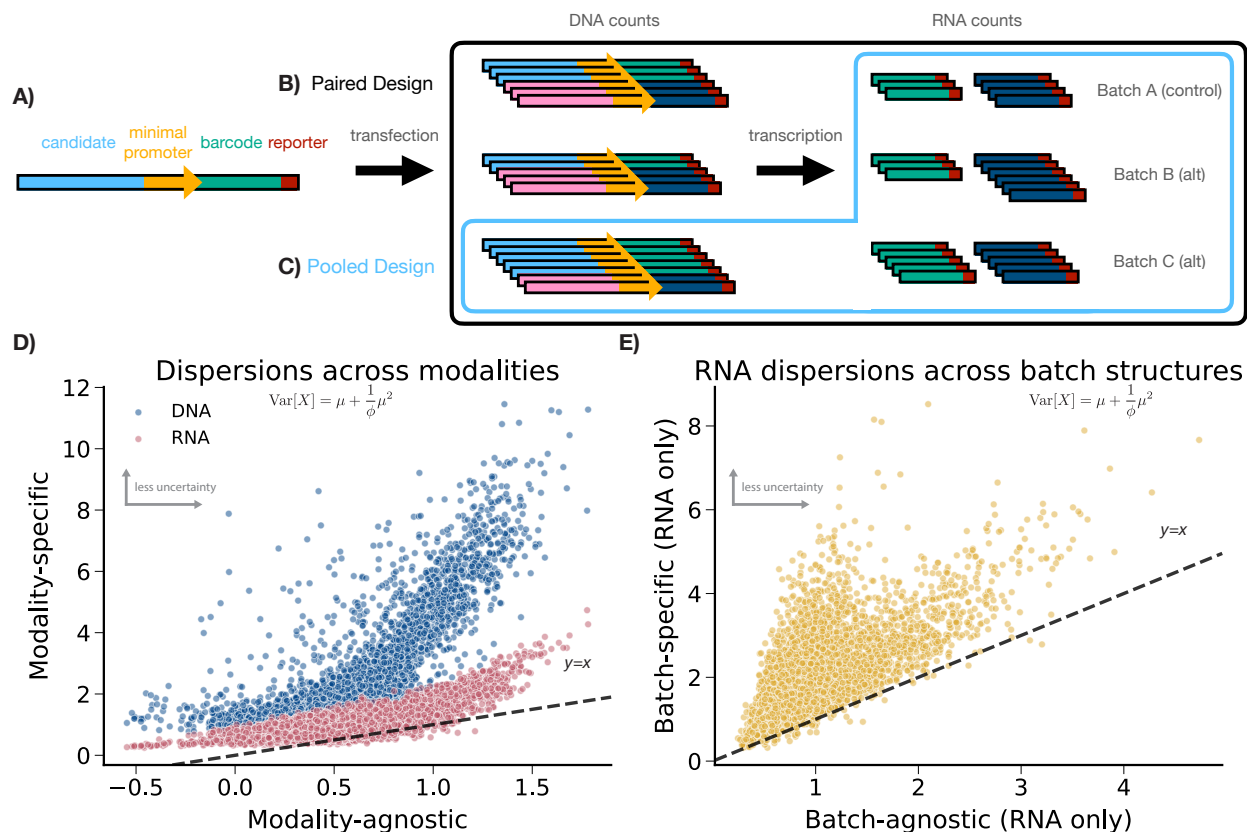 DNA counts
RNA counts
A)
B) Paired Design
candidate
minimal
promoter
barcode
reporter
transfection
transcription
Batch A (control)
Batch B (alt)
Batch C (alt)
C) Pooled Design
D)
Dispersions across modalities
Var[X] = μ + 1/ϕ μ²
DNA
RNA
less uncertainty
y=x
Modality-specific
12
10
8
6
4
2
0
−0.5
0.0
0.5
1.0
1.5
Modality-agnostic
E)
RNA dispersions across batch structures
Var[X] = μ + 1/ϕ μ²
less uncertainty
y=x
Batch-specific (RNA only)
8
6
4
2
0
1
2
3
4
Batch-agnostic (RNA only)